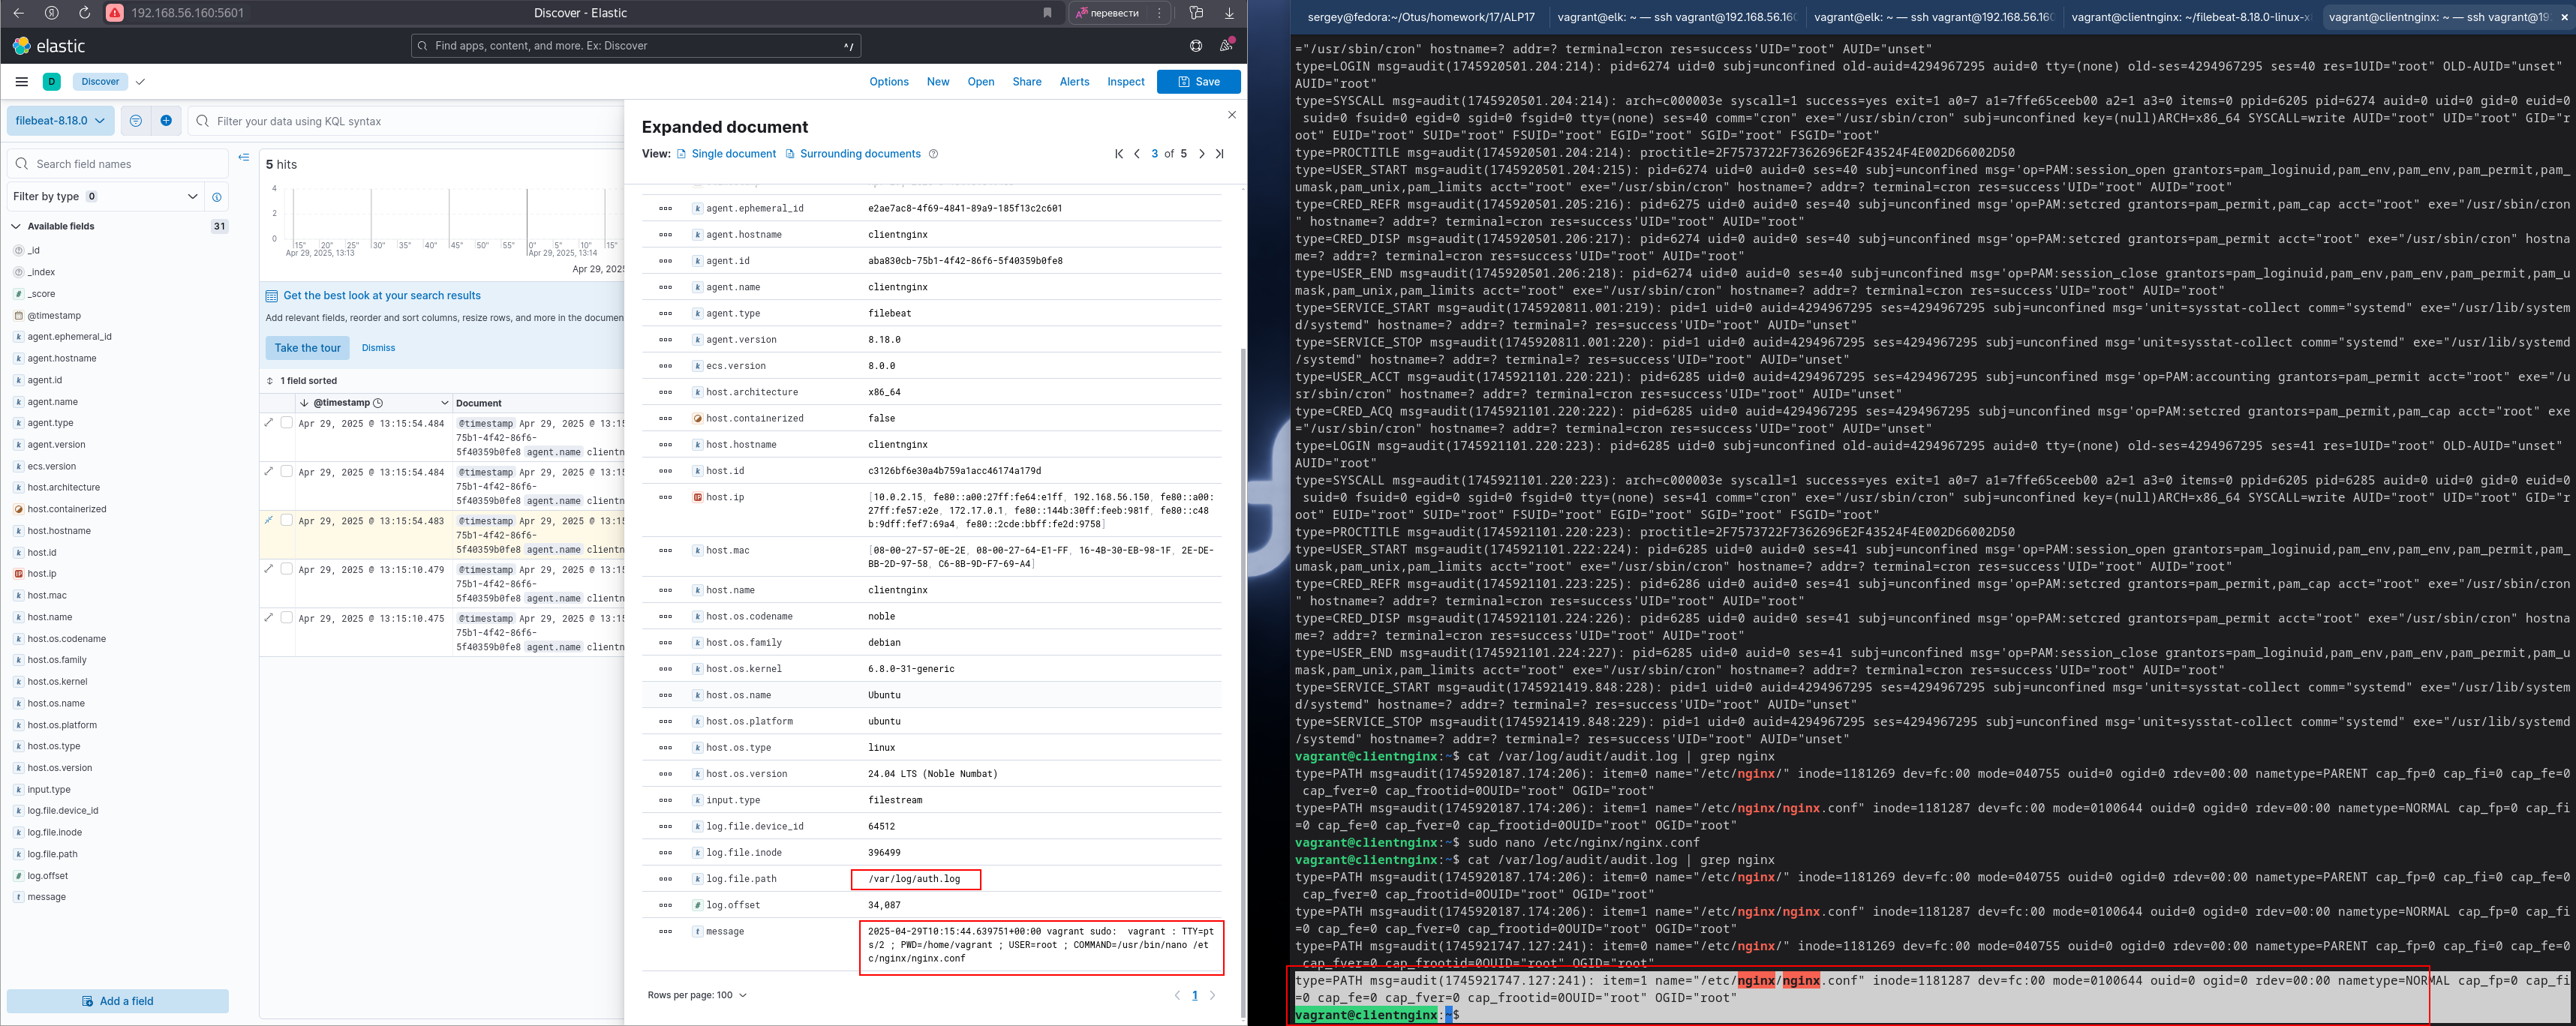 192.168.56.160:5601
Discover - Elastic
перевести
elastic
Find apps, content, and more. Ex: Discover
^/
D
Discover
Options
New
Open
Share
Alerts
Inspect
Save
filebeat-8.18.0
Filter your data using KQL syntax
Search field names
Filter by type 0
Available fields
31
_id
_index
_score
@timestamp
agent.ephemeral_id
agent.hostname
agent.id
agent.name
agent.type
agent.version
ecs.version
host.architecture
host.containerized
host.hostname
host.id
host.ip
host.mac
host.name
host.os.codename
host.os.family
host.os.kernel
host.os.name
host.os.platform
host.os.type
host.os.version
input.type
log.file.device_id
log.file.inode
log.file.path
log.offset
message
Add a field
5 hits
4
2
0
15" 20" 25" 30" 35" 40" 45" 50" 55" 0" 5" 10" 15"
Apr 29, 2025, 13:13
Apr 29, 2025, 13:14
Apr 29, 2025
Get the best look at your search results
Add relevant fields, reorder and sort columns, resize rows, and more in the documen
Take the tour
Dismiss
1 field sorted
@timestamp
Document
Apr 29, 2025 @ 13:15:54.484
@timestamp Apr 29, 2025 @ 13:15
75b1-4f42-86f6-
5f40359b0fe8 agent.name clientn
Apr 29, 2025 @ 13:15:54.484
@timestamp Apr 29, 2025 @ 13:15
75b1-4f42-86f6-
5f40359b0fe8 agent.name clientn
Apr 29, 2025 @ 13:15:54.483
@timestamp Apr 29, 2025 @ 13:15
75b1-4f42-86f6-
5f40359b0fe8 agent.name clientn
Apr 29, 2025 @ 13:15:10.479
@timestamp Apr 29, 2025 @ 13:15
75b1-4f42-86f6-
5f40359b0fe8 agent.name clientn
Apr 29, 2025 @ 13:15:10.475
@timestamp Apr 29, 2025 @ 13:15
75b1-4f42-86f6-
5f40359b0fe8 agent.name clientn
Expanded document
View: Single document Surrounding documents
3 of 5
agent.ephemeral_id e2ae7ac8-4f69-4841-89a9-185f13c2c601
agent.hostname clientnginx
agent.id aba830cb-75b1-4f42-86f6-5f40359b0fe8
agent.name clientnginx
agent.type filebeat
agent.version 8.18.0
ecs.version 8.0.0
host.architecture x86_64
host.containerized false
host.hostname clientnginx
host.id c3126bf6e30a4b759a1acc46174a179d
host.ip [10.0.2.15, fe80::a00:27ff:fe64:e1ff, 192.168.56.150, fe80::a00:
27ff:fe57:e2e, 172.17.0.1, fe80::144b:30ff:feeb:981f, fe80::c48
b:9dff:fef7:69a4, fe80::2cde:bbff:fe2d:9758]
host.mac [08-00-27-57-0E-2E, 08-00-27-64-E1-FF, 16-4B-30-EB-98-1F, 2E-DE-
BB-2D-97-58, C6-8B-9D-F7-69-A4]
host.name clientnginx
host.os.codename noble
host.os.family debian
host.os.kernel 6.8.0-31-generic
host.os.name Ubuntu
host.os.platform ubuntu
host.os.type linux
host.os.version 24.04 LTS (Noble Numbat)
input.type filestream
log.file.device_id 64512
log.file.inode 396499
log.file.path /var/log/auth.log
log.offset 34,087
message 2025-04-29T10:15:44.639751+00:00 vagrant sudo:  vagrant : TTY=pt
s/2 ; PWD=/home/vagrant ; USER=root ; COMMAND=/usr/bin/nano /et
c/nginx/nginx.conf
Rows per page: 100
1
sergey@fedora:~/Otus/homework/17/ALP17
vagrant@elk: ~ — ssh vagrant@192.168.56.16
vagrant@elk: ~ — ssh vagrant@192.168.56.16
vagrant@clientnginx: ~/filebeat-8.18.0-linux-x
vagrant@clientnginx: ~ — ssh vagrant@19
="/usr/sbin/cron" hostname=? addr=? terminal=cron res=success'UID="root" AUID="unset"
type=LOGIN msg=audit(1745920501.204:214): pid=6274 uid=0 subj=unconfined old-auid=4294967295 auid=0 tty=(none) old-ses=4294967295 ses=40 res=1UID="root" OLD-AUID="unset"
AUID="root"
type=SYSCALL msg=audit(1745920501.204:214): arch=c000003e syscall=1 success=yes exit=1 a0=7 a1=7ffe65ceeb00 a2=1 a3=0 items=0 ppid=6205 pid=6274 auid=0 uid=0 gid=0 euid=0
suid=0 fsuid=0 egid=0 sgid=0 fsgid=0 tty=(none) ses=40 comm="cron" exe="/usr/sbin/cron" subj=unconfined key=(null)ARCH=x86_64 SYSCALL=write AUID="root" UID="root" GID="r
oot" EUID="root" SUID="root" FSUID="root" EGID="root" SGID="root" FSGID="root"
type=PROCTITLE msg=audit(1745920501.204:214): proctitle=2F7573722F7362696E2F43524F4E002D66002D50
type=USER_START msg=audit(1745920501.204:215): pid=6274 uid=0 auid=0 ses=40 subj=unconfined msg='op=PAM:session_open grantors=pam_loginuid,pam_env,pam_env,pam_permit,pam_
umask,pam_unix,pam_limits acct="root" exe="/usr/sbin/cron" hostname=? addr=? terminal=cron res=success'UID="root" AUID="root"
type=CRED_REFR msg=audit(1745920501.205:216): pid=6275 uid=0 auid=0 ses=40 subj=unconfined msg='op=PAM:setcred grantors=pam_permit,pam_cap acct="root" exe="/usr/sbin/cron
" hostname=? addr=? terminal=cron res=success'UID="root" AUID="root"
type=CRED_DISP msg=audit(1745920501.206:217): pid=6274 uid=0 auid=0 ses=40 subj=unconfined msg='op=PAM:setcred grantors=pam_permit acct="root" exe="/usr/sbin/cron" hostna
me=? addr=? terminal=cron res=success'UID="root" AUID="root"
type=USER_END msg=audit(1745920501.206:218): pid=6274 uid=0 auid=0 ses=40 subj=unconfined msg='op=PAM:session_close grantors=pam_loginuid,pam_env,pam_env,pam_permit,pam_u
mask,pam_unix,pam_limits acct="root" exe="/usr/sbin/cron" hostname=? addr=? terminal=cron res=success'UID="root" AUID="root"
type=SERVICE_START msg=audit(1745920811.001:219): pid=1 uid=0 auid=4294967295 ses=4294967295 subj=unconfined msg='unit=sysstat-collect comm="systemd" exe="/usr/lib/system
d/systemd" hostname=? addr=? terminal=? res=success'UID="root" AUID="unset"
type=SERVICE_STOP msg=audit(1745920811.001:220): pid=1 uid=0 auid=4294967295 ses=4294967295 subj=unconfined msg='unit=sysstat-collect comm="systemd" exe="/usr/lib/systemd
/systemd" hostname=? addr=? terminal=? res=success'UID="root" AUID="unset"
type=USER_ACCT msg=audit(1745921101.220:221): pid=6285 uid=0 auid=4294967295 ses=4294967295 subj=unconfined msg='op=PAM:accounting grantors=pam_permit acct="root" exe="/u
sr/sbin/cron" hostname=? addr=? terminal=cron res=success'UID="root" AUID="unset"
type=CRED_ACQ msg=audit(1745921101.220:222): pid=6285 uid=0 auid=4294967295 ses=4294967295 subj=unconfined msg='op=PAM:setcred grantors=pam_permit,pam_cap acct="root" exe
="/usr/sbin/cron" hostname=? addr=? terminal=cron res=success'UID="root" AUID="unset"
type=LOGIN msg=audit(1745921101.220:223): pid=6285 uid=0 subj=unconfined old-auid=4294967295 auid=0 tty=(none) old-ses=4294967295 ses=41 res=1UID="root" OLD-AUID="unset"
AUID="root"
type=SYSCALL msg=audit(1745921101.220:223): arch=c000003e syscall=1 success=yes exit=1 a0=7 a1=7ffe65ceeb00 a2=1 a3=0 items=0 ppid=6205 pid=6285 auid=0 uid=0 gid=0 euid=0
suid=0 fsuid=0 egid=0 sgid=0 fsgid=0 tty=(none) ses=41 comm="cron" exe="/usr/sbin/cron" subj=unconfined key=(null)ARCH=x86_64 SYSCALL=write AUID="root" UID="root" GID="r
oot" EUID="root" SUID="root" FSUID="root" EGID="root" SGID="root" FSGID="root"
type=PROCTITLE msg=audit(1745921101.220:223): proctitle=2F7573722F7362696E2F43524F4E002D66002D50
type=USER_START msg=audit(1745921101.222:224): pid=6285 uid=0 auid=0 ses=41 subj=unconfined msg='op=PAM:session_open grantors=pam_loginuid,pam_env,pam_env,pam_permit,pam_
umask,pam_unix,pam_limits acct="root" exe="/usr/sbin/cron" hostname=? addr=? terminal=cron res=success'UID="root" AUID="root"
type=CRED_REFR msg=audit(1745921101.223:225): pid=6286 uid=0 auid=0 ses=41 subj=unconfined msg='op=PAM:setcred grantors=pam_permit,pam_cap acct="root" exe="/usr/sbin/cron
" hostname=? addr=? terminal=cron res=success'UID="root" AUID="root"
type=CRED_DISP msg=audit(1745921101.224:226): pid=6285 uid=0 auid=0 ses=41 subj=unconfined msg='op=PAM:setcred grantors=pam_permit acct="root" exe="/usr/sbin/cron" hostna
me=? addr=? terminal=cron res=success'UID="root" AUID="root"
type=USER_END msg=audit(1745921101.224:227): pid=6285 uid=0 auid=0 ses=41 subj=unconfined msg='op=PAM:session_close grantors=pam_loginuid,pam_env,pam_env,pam_permit,pam_u
mask,pam_unix,pam_limits acct="root" exe="/usr/sbin/cron" hostname=? addr=? terminal=cron res=success'UID="root" AUID="root"
type=SERVICE_START msg=audit(1745921419.848:228): pid=1 uid=0 auid=4294967295 ses=4294967295 subj=unconfined msg='unit=sysstat-collect comm="systemd" exe="/usr/lib/system
d/systemd" hostname=? addr=? terminal=? res=success'UID="root" AUID="unset"
type=SERVICE_STOP msg=audit(1745921419.848:229): pid=1 uid=0 auid=4294967295 ses=4294967295 subj=unconfined msg='unit=sysstat-collect comm="systemd" exe="/usr/lib/systemd
/systemd" hostname=? addr=? terminal=? res=success'UID="root" AUID="unset"
vagrant@clientnginx:~$ cat /var/log/audit/audit.log | grep nginx
type=PATH msg=audit(1745920187.174:206): item=0 name="/etc/nginx/" inode=1181269 dev=fc:00 mode=040755 ouid=0 ogid=0 rdev=00:00 nametype=PARENT cap_fp=0 cap_fi=0 cap_fe=0
cap_fver=0 cap_frootid=0OUID="root" OGID="root"
type=PATH msg=audit(1745920187.174:206): item=1 name="/etc/nginx/nginx.conf" inode=1181287 dev=fc:00 mode=0100644 ouid=0 ogid=0 rdev=00:00 nametype=NORMAL cap_fp=0 cap_fi
=0 cap_fe=0 cap_fver=0 cap_frootid=0OUID="root" OGID="root"
vagrant@clientnginx:~$ sudo nano /etc/nginx/nginx.conf
vagrant@clientnginx:~$ cat /var/log/audit/audit.log | grep nginx
type=PATH msg=audit(1745920187.174:206): item=0 name="/etc/nginx/" inode=1181269 dev=fc:00 mode=040755 ouid=0 ogid=0 rdev=00:00 nametype=PARENT cap_fp=0 cap_fi=0 cap_fe=0
cap_fver=0 cap_frootid=0OUID="root" OGID="root"
type=PATH msg=audit(1745920187.174:206): item=1 name="/etc/nginx/nginx.conf" inode=1181287 dev=fc:00 mode=0100644 ouid=0 ogid=0 rdev=00:00 nametype=NORMAL cap_fp=0 cap_fi
=0 cap_fe=0 cap_fver=0 cap_frootid=0OUID="root" OGID="root"
type=PATH msg=audit(1745921747.127:241): item=0 name="/etc/nginx/" inode=1181269 dev=fc:00 mode=040755 ouid=0 ogid=0 rdev=00:00 nametype=PARENT cap_fp=0 cap_fi=0 cap_fe=0
cap_fver=0 cap_frootid=0OUID="root" OGID="root"
type=PATH msg=audit(1745921747.127:241): item=1 name="/etc/nginx/nginx.conf" inode=1181287 dev=fc:00 mode=0100644 ouid=0 ogid=0 rdev=00:00 nametype=NORMAL cap_fp=0 cap_fi
=0 cap_fe=0 cap_fver=0 cap_frootid=0OUID="root" OGID="root"
vagrant@clientnginx:~$